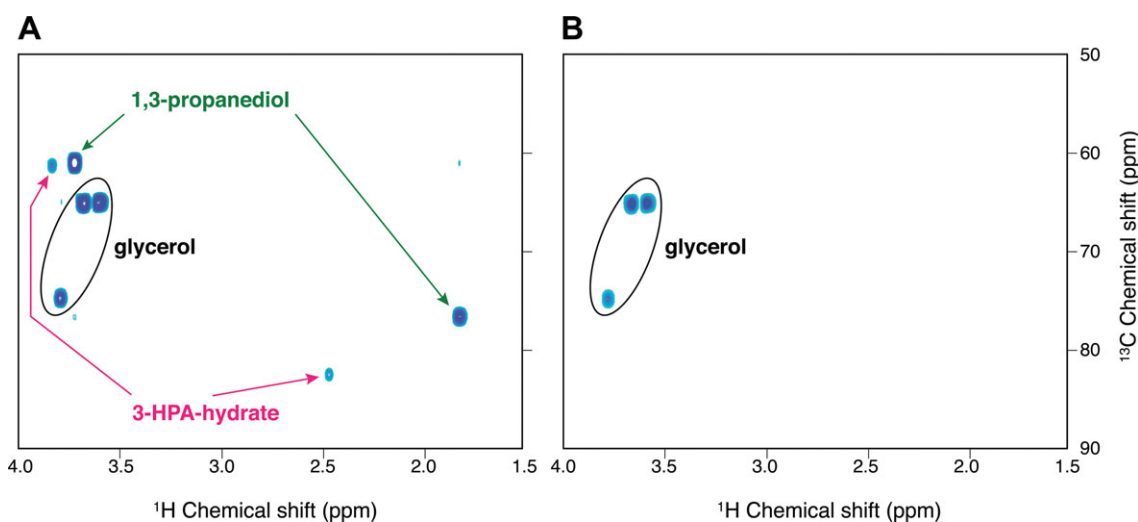 A
B
1,3-propanediol
glycerol
3-HPA-hydrate
4.0 3.5 3.0 2.5 2.0 1.5
¹H Chemical shift (ppm)
glycerol
4.0 3.5 3.0 2.5 2.0 1.5
¹H Chemical shift (ppm)
50
60
70
80
90
¹³C Chemical shift (ppm)